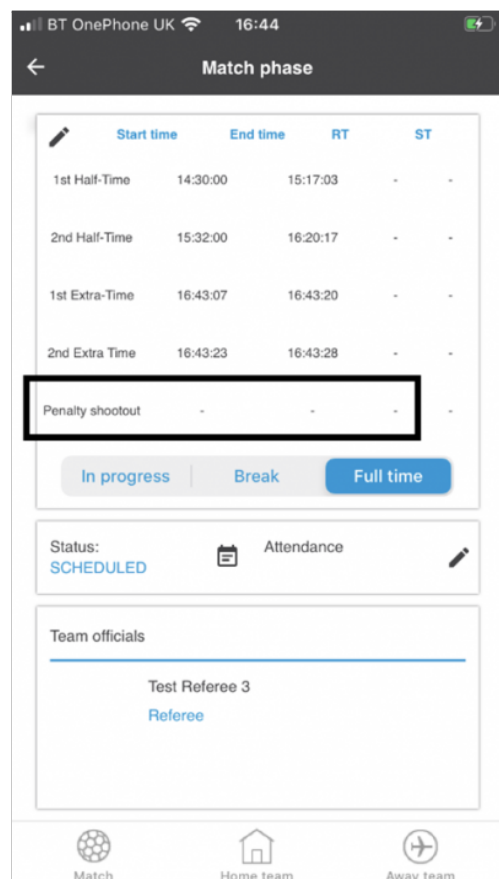 BT OnePhone UK 16:44
Match phase
Start time End time RT ST
1st Half-Time 14:30:00 15:17:03 - -
2nd Half-Time 15:32:00 16:20:17 - -
1st Extra-Time 16:43:07 16:43:20 - -
2nd Extra Time 16:43:23 16:43:28 - -
Penalty shootout - - - -
In progress Break Full time
Status: Attendance
SCHEDULED
Team officials
Test Referee 3
Referee
Match Home team Away team